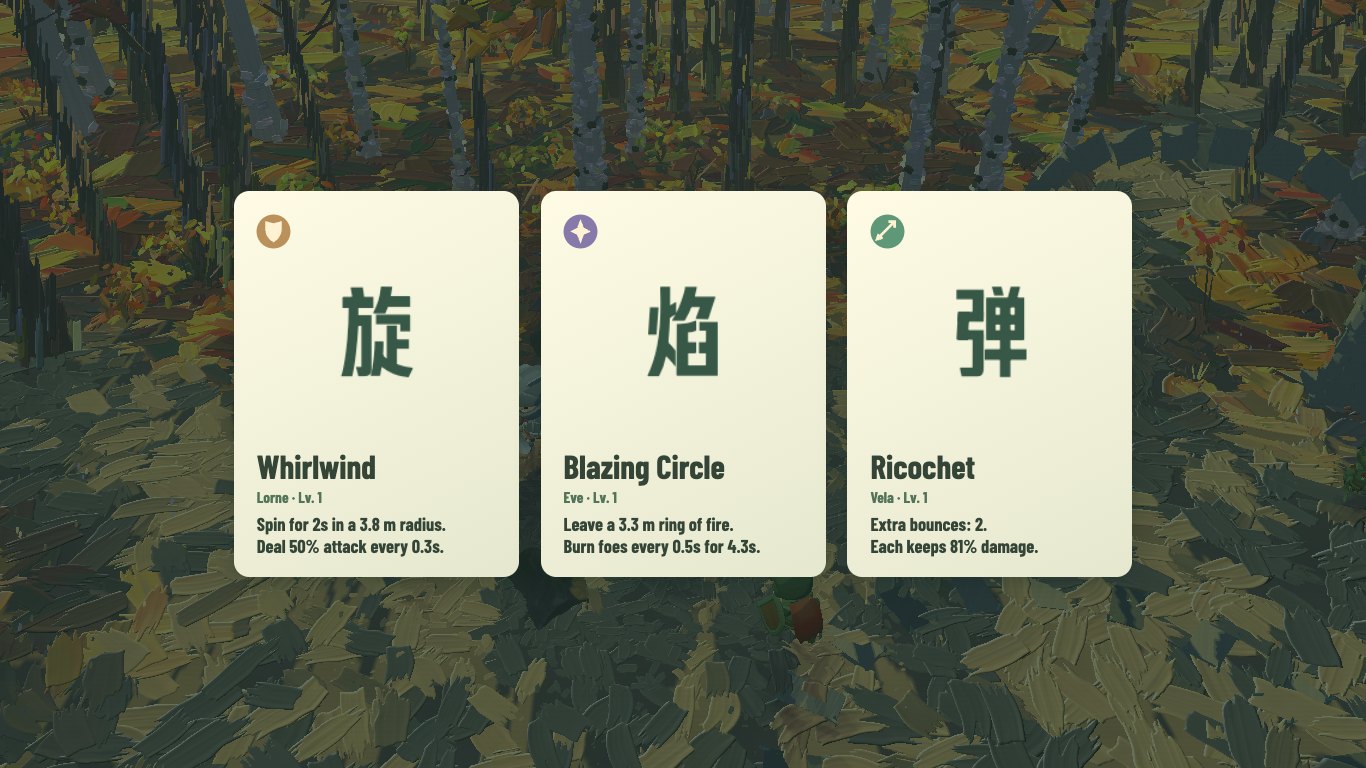 旋
Whirlwind
Lorne · Lv. 1
Spin for 2s in a 3.8 m radius.
Deal 50% attack every 0.3s.
焰
Blazing Circle
Eve · Lv. 1
Leave a 3.3 m ring of fire.
Burn foes every 0.5s for 4.3s.
弹
Ricochet
Vela · Lv. 1
Extra bounces: 2.
Each keeps 81% damage.